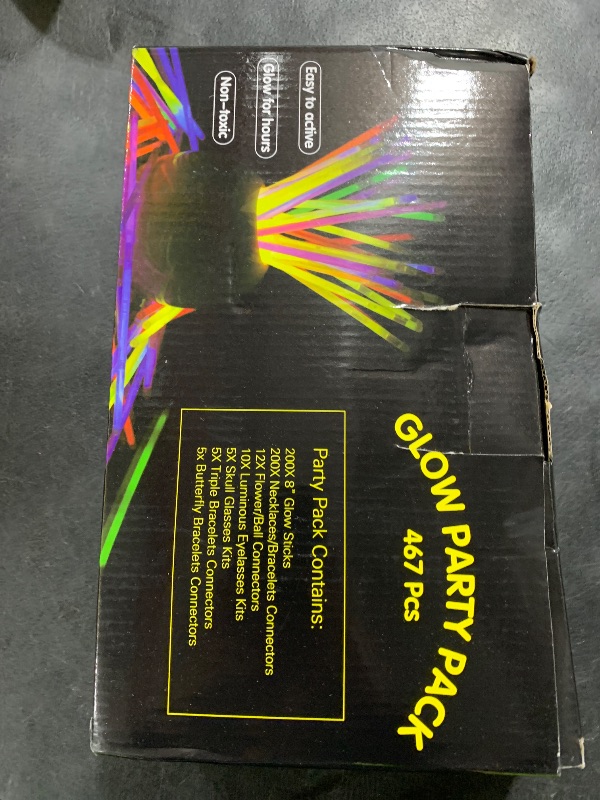 GLOW PARTY PACK
467 Pcs
Easy to active
Glow for hours
Non-toxic
Party Pack Contains:
200X 8" Glow Sticks
200X Necklaces/Bracelets Connectors
12X Flower/Ball Connectors
10X Luminous Eyelasses Kits
5X Skull Glasses Kits
5X Triple Bracelets Connectors
5X Butterfly Bracelets Connectors